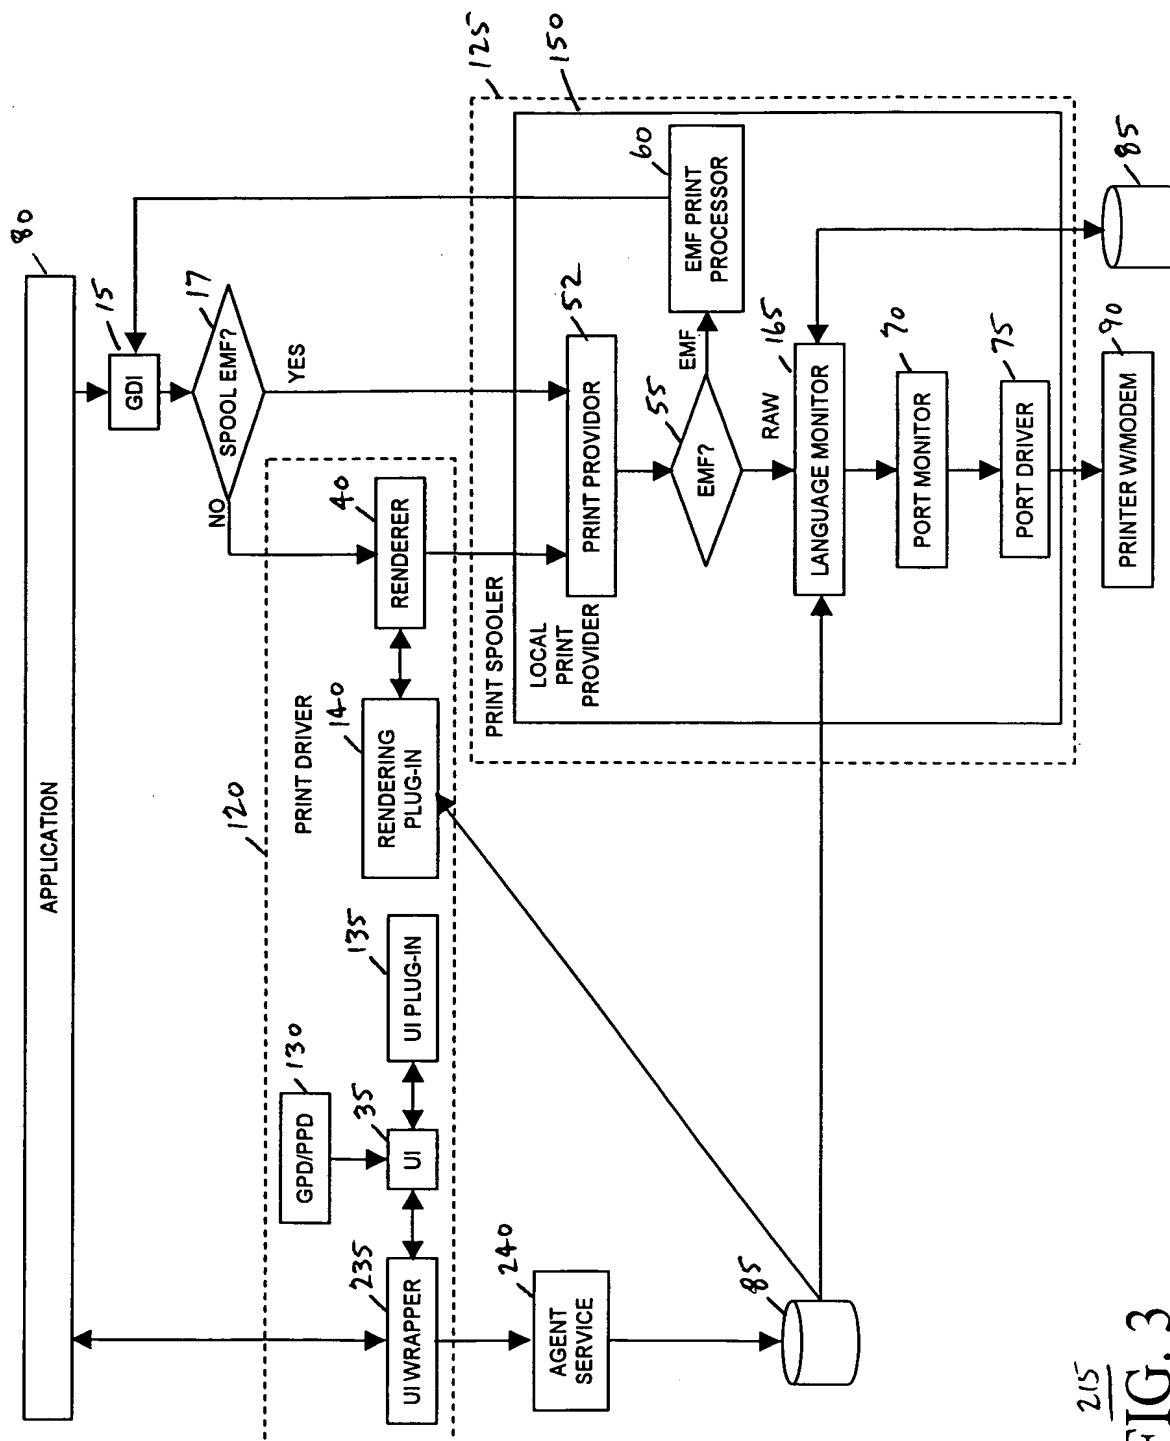 80
APPLICATION
15
GDI
17
SPOOL EMF?
YES
NO
120
PRINT DRIVER
130
GPD/PPD
235
UI WRAPPER
35
UI
135
UI PLUG-IN
140
RENDERING
PLUG-IN
40
RENDERER
125
150
PRINT SPOOLER
LOCAL
PRINT
PROVIDER
52
PRINT PROVIDOR
60
EMF PRINT
PROCESSOR
55
EMF?
EMF
RAW
165
LANGUAGE MONITOR
70
PORT MONITOR
75
PORT DRIVER
240
AGENT
SERVICE
85
90
PRINTER W/MODEM
85
215
FIG. 3